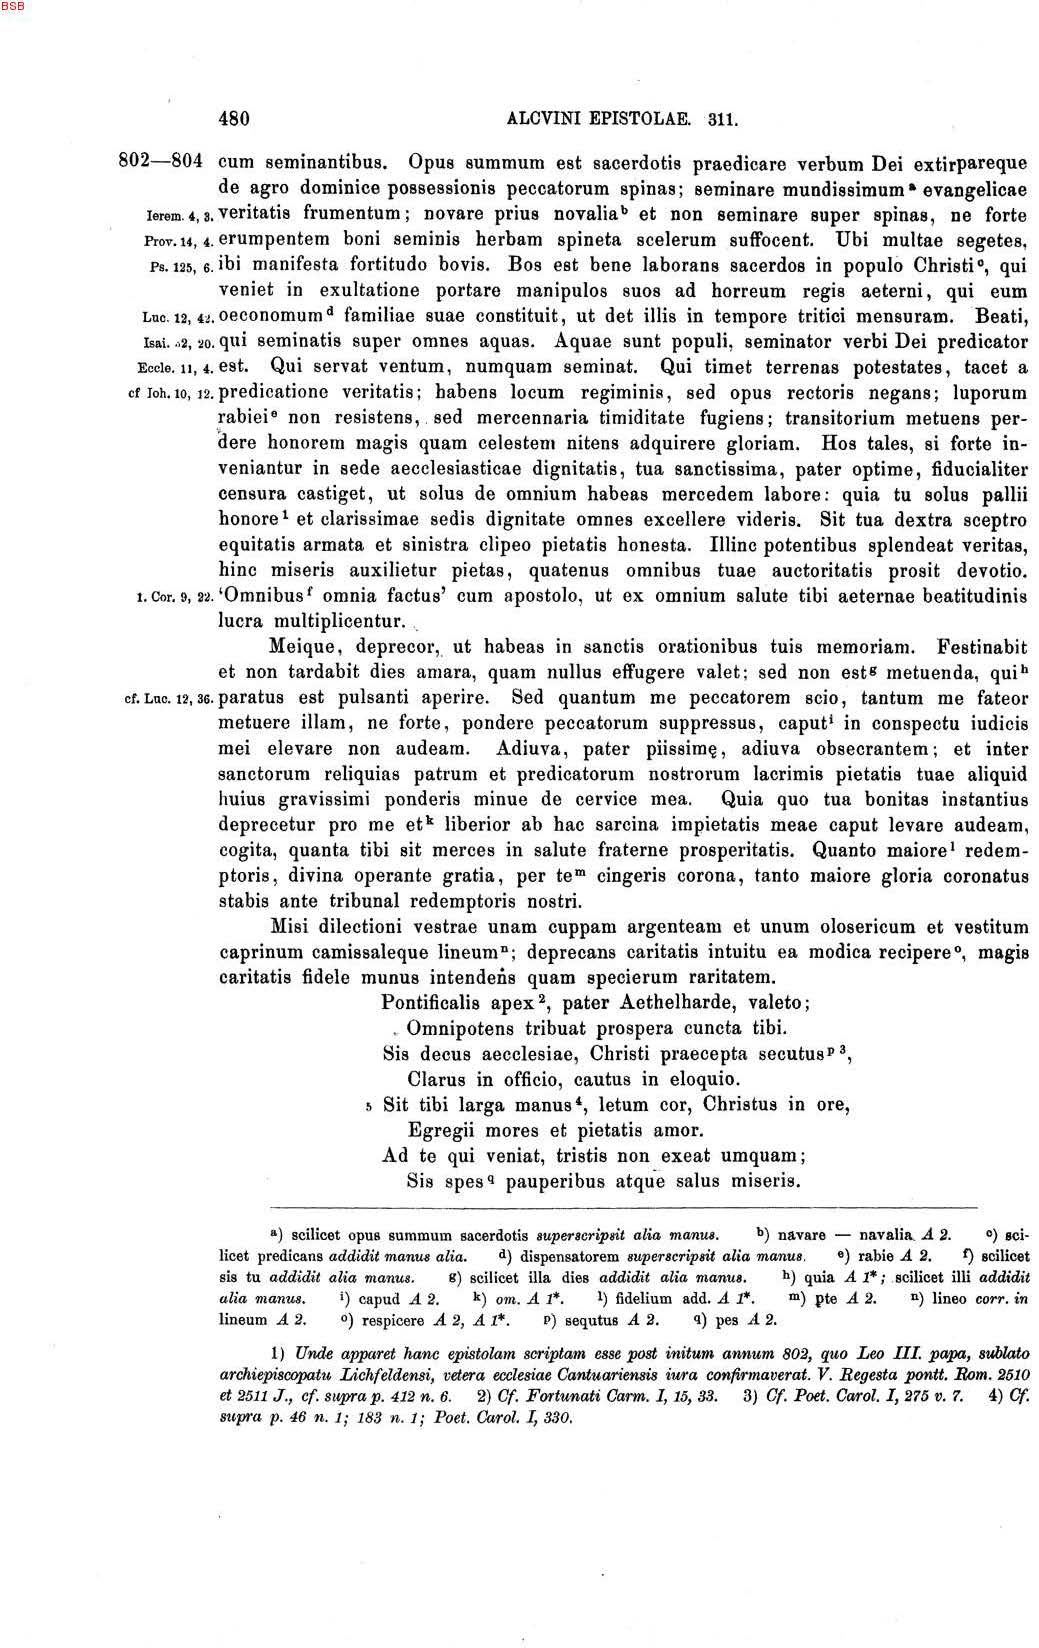 BSB
480 ALCVINI EPISTOLAE. 311.
802—804 cum seminantibus. Opus summum est sacerdotis praedicare verbum Dei extirpareque
de agro dominice possessionis peccatorum spinas; seminare mundissimum a evangelicae
Ierem. 4, 3. veritatis frumentum; novare prius novalia b et non seminare super spinas, ne forte
Prov. 14, 4. erumpentem boni seminis herbam spineta scelerum suffocent. Ubi multae segetes,
Ps. 125, 6. ibi manifesta fortitudo bovis. Bos est bene laborans sacerdos in populo Christi c, qui
veniet in exultatione portare manipulos suos ad horreum regis aeterni, qui eum
Luc. 12, 42. oeconomum d familiae suae constituit, ut det illis in tempore tritici mensuram. Beati,
Isai. 32, 20. qui seminatis super omnes aquas. Aquae sunt populi, seminator verbi Dei predicator
Eccle. 11, 4. est. Qui servat ventum, numquam seminat. Qui timet terrenas potestates, tacet a
cf Ioh. 10, 12. predicatione veritatis; habens locum regiminis, sed opus rectoris negans; luporum
rabiei e non resistens, sed mercennaria timiditate fugiens; transitorium metuens per-
dere honorem magis quam celestem nitens adquirere gloriam. Hos tales, si forte in-
veniantur in sede aecclesiasticae dignitatis, tua sanctissima, pater optime, fiducialiter
censura castiget, ut solus de omnium habeas mercedem labore: quia tu solus pallii
honore 1 et clarissimae sedis dignitate omnes excellere videris. Sit tua dextra sceptro
equitatis armata et sinistra clipeo pietatis honesta. Illinc potentibus splendeat veritas,
hinc miseris auxilietur pietas, quatenus omnibus tuae auctoritatis prosit devotio.
1. Cor. 9, 22. ‘Omnibus f omnia factus’ cum apostolo, ut ex omnium salute tibi aeternae beatitudinis
lucra multiplicentur.
Meique, deprecor, ut habeas in sanctis orationibus tuis memoriam. Festinabit
et non tardabit dies amara, quam nullus effugere valet; sed non est g metuenda, qui h
cf. Luc. 12, 36. paratus est pulsanti aperire. Sed quantum me peccatorem scio, tantum me fateor
metuere illam, ne forte, pondere peccatorum suppressus, caput i in conspectu iudicis
mei elevare non audeam. Adiuva, pater piissimę, adiuva obsecrantem; et inter
sanctorum reliquias patrum et predicatorum nostrorum lacrimis pietatis tuae aliquid
huius gravissimi ponderis minue de cervice mea. Quia quo tua bonitas instantius
deprecetur pro me et k liberior ab hac sarcina impietatis meae caput levare audeam,
cogita, quanta tibi sit merces in salute fraterne prosperitatis. Quanto maiore l redem-
ptoris, divina operante gratia, per te m cingeris corona, tanto maiore gloria coronatus
stabis ante tribunal redemptoris nostri.
Misi dilectioni vestrae unam cuppam argenteam et unum olosericum et vestitum
caprinum camissaleque lineum n; deprecans caritatis intuitu ea modica recipere o, magis
caritatis fidele munus intendens quam specierum raritatem.
Pontificalis apex 2, pater Aethelharde, valeto;
Omnipotens tribuat prospera cuncta tibi.
Sis decus aecclesiae, Christi praecepta secutus p 3,
Clarus in officio, cautus in eloquio.
5 Sit tibi larga manus 4, letum cor, Christus in ore,
Egregii mores et pietatis amor.
Ad te qui veniat, tristis non exeat umquam;
Sis spes q pauperibus atque salus miseris.
a) scilicet opus summum sacerdotis superscripsit alia manus. b) navare — navalia A 2. c) sci-
licet predicans addidit manus alia. d) dispensatorem superscripsit alia manus. e) rabie A 2. f) scilicet
sis tu addidit alia manus. g) scilicet illa dies addidit alia manus. h) quia A 1*; scilicet illi addidit
alia manus. i) capud A 2. k) om. A 1*. l) fidelium add. A 1*. m) pte A 2. n) lineo corr. in
lineum A 2. o) respicere A 2, A 1*. p) sequtus A 2. q) pes A 2.
1) Unde apparet hanc epistolam scriptam esse post initum annum 802, quo Leo III. papa, sublato
archiepiscopatu Lichfeldensi, vetera ecclesiae Cantuariensis iura confirmaverat. V. Regesta pontt. Rom. 2510
et 2511 J., cf. supra p. 412 n. 6. 2) Cf. Fortunati Carm. I, 15, 33. 3) Cf. Poet. Carol. I, 275 v. 7. 4) Cf.
supra p. 46 n. 1; 183 n. 1; Poet. Carol. I, 330.